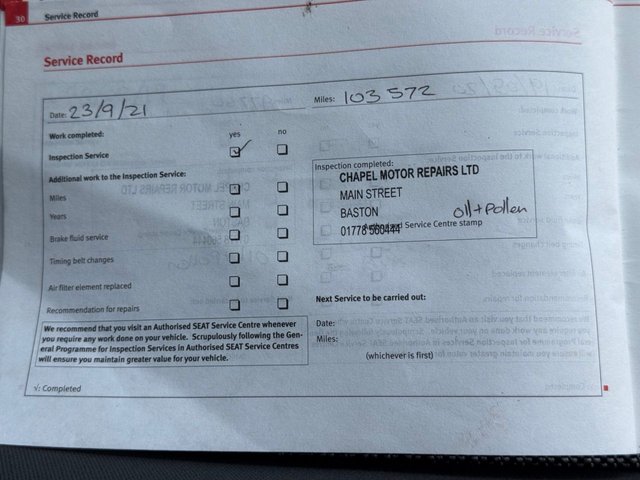 30 Service Record
Service Record
Date: 23/9/21 Miles: 103572
Work completed: yes no
Inspection Service
Additional work to the Inspection Service:
Miles
Years
Brake fluid service
Timing belt changes
Air filter element replaced
Recommendation for repairs
Inspection completed:
CHAPEL MOTOR REPAIRS LTD
MAIN STREET
BASTON
01778 560444
Oil + Pollen
Authorized Service Centre stamp
Next Service to be carried out:
Date:
Miles:
(whichever is first)
We recommend that you visit an Authorised SEAT Service Centre whenever
you require any work done on your vehicle. Scrupulously following the Gen-
eral Programme for Inspection Services in Authorised SEAT Service Centres
will ensure you maintain greater value for your vehicle.
√: Completed